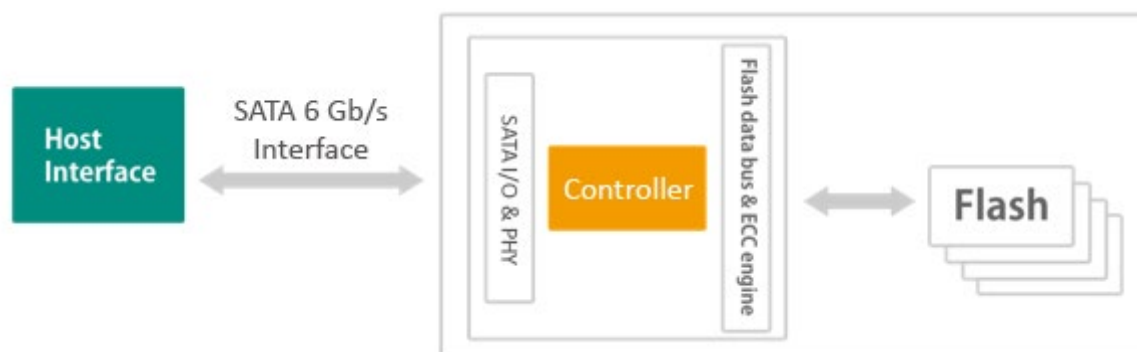 Host
Interface
SATA 6 Gb/s
Interface
SATA I/O & PHY
Controller
Flash data bus & ECC engine
Flash